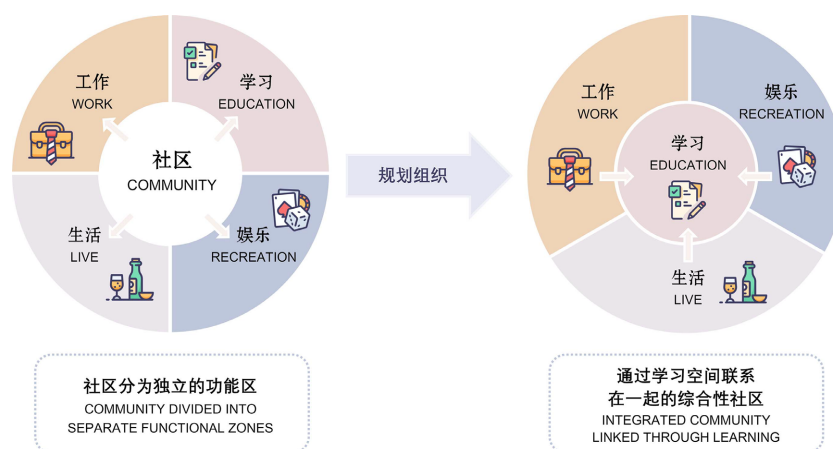 工作
WORK
学习
EDUCATION
社区
COMMUNITY
生活
LIVE
娱乐
RECREATION
社区分为独立的功能区
COMMUNITY DIVIDED INTO
SEPARATE FUNCTIONAL ZONES
规划组织
工作
WORK
娱乐
RECREATION
学习
EDUCATION
生活
LIVE
通过学习空间联系
在一起的综合性社区
INTEGRATED COMMUNITY
LINKED THROUGH LEARNING